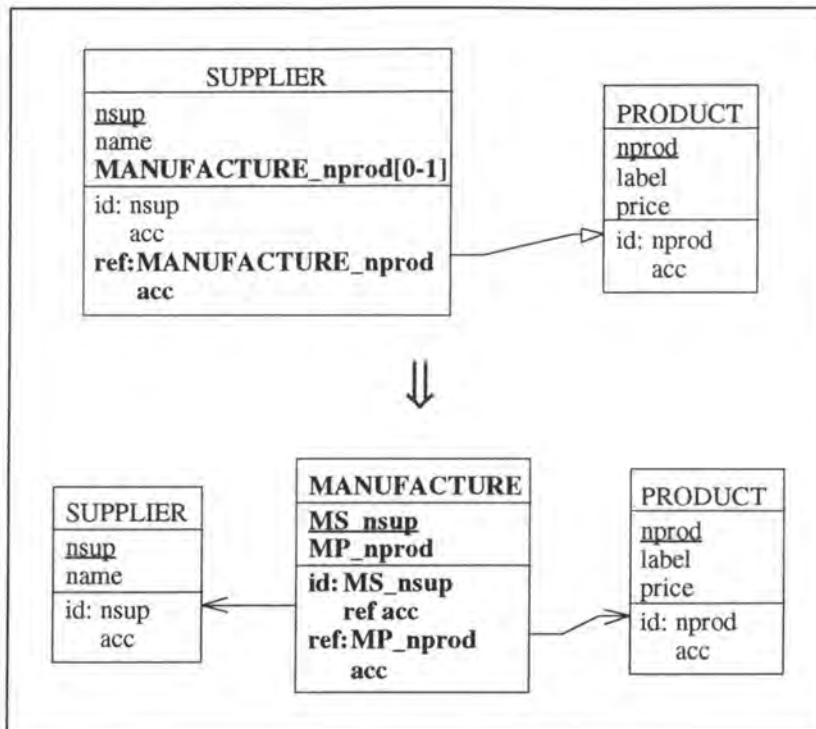 SUPPLIER
nsup
name
MANUFACTURE_nprod[0-1]
id: nsup
acc
ref:MANUFACTURE_nprod
acc
PRODUCT
nprod
label
price
id: nprod
acc
⇓
SUPPLIER
nsup
name
id: nsup
acc
MANUFACTURE
MS_nsup
MP_nprod
id: MS_nsup
ref acc
ref:MP_nprod
acc
PRODUCT
nprod
label
price
id: nprod
acc